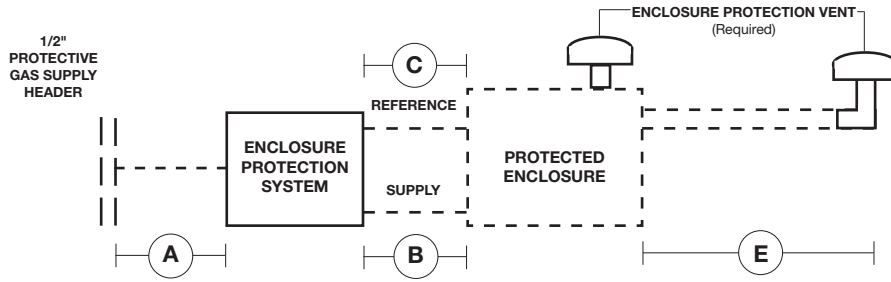 ENCLOSURE PROTECTION VENT
(Required)
1/2"
PROTECTIVE
GAS SUPPLY
HEADER
C
REFERENCE
ENCLOSURE
PROTECTION
SYSTEM
PROTECTED
ENCLOSURE
SUPPLY
A
B
E